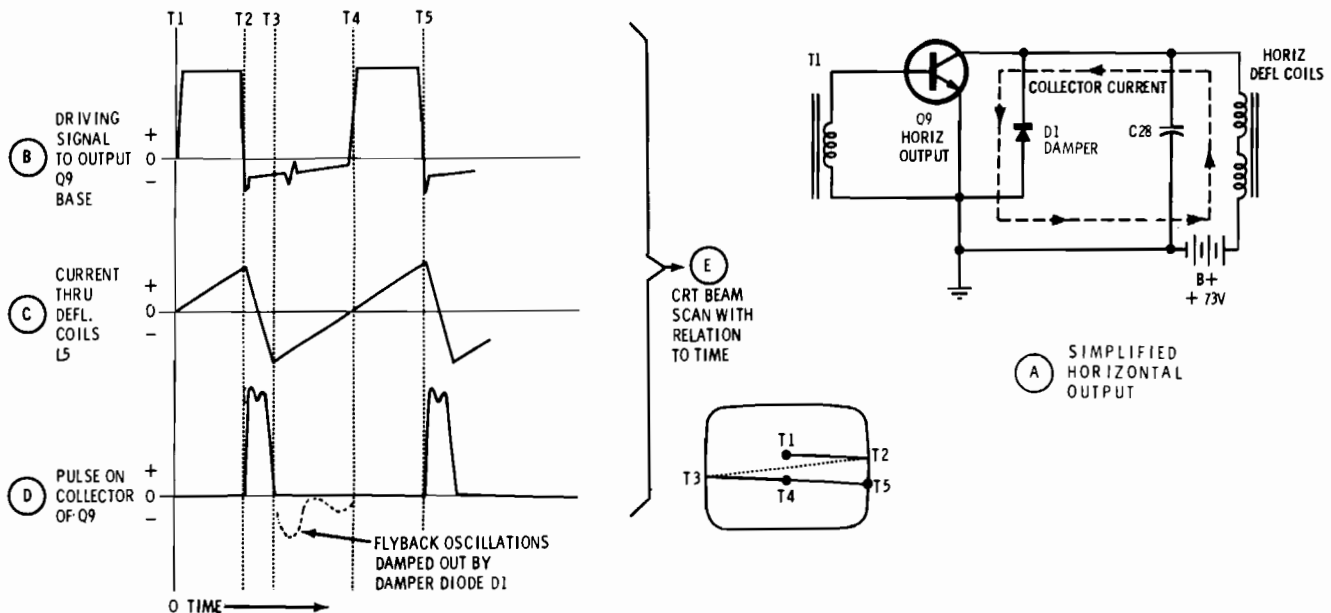 T1 T2 T3 T4 T5
B
DRIVING
SIGNAL
TO OUTPUT
Q9
BASE
+
0
−
C
CURRENT
THRU
DEFL.
COILS
L5
+
0
−
D
PULSE ON
COLLECTOR
OF Q9
+
0
−
FLYBACK OSCILLATIONS
DAMPED OUT BY
DAMPER DIODE D1
0 TIME
E
CRT BEAM
SCAN WITH
RELATION
TO TIME
T1
T2
T3
T4
T5
T1
Q9
HORIZ
OUTPUT
COLLECTOR CURRENT
D1
DAMPER
C28
HORIZ
DEFL COILS
B+
+ 73V
A
SIMPLIFIED
HORIZONTAL
OUTPUT